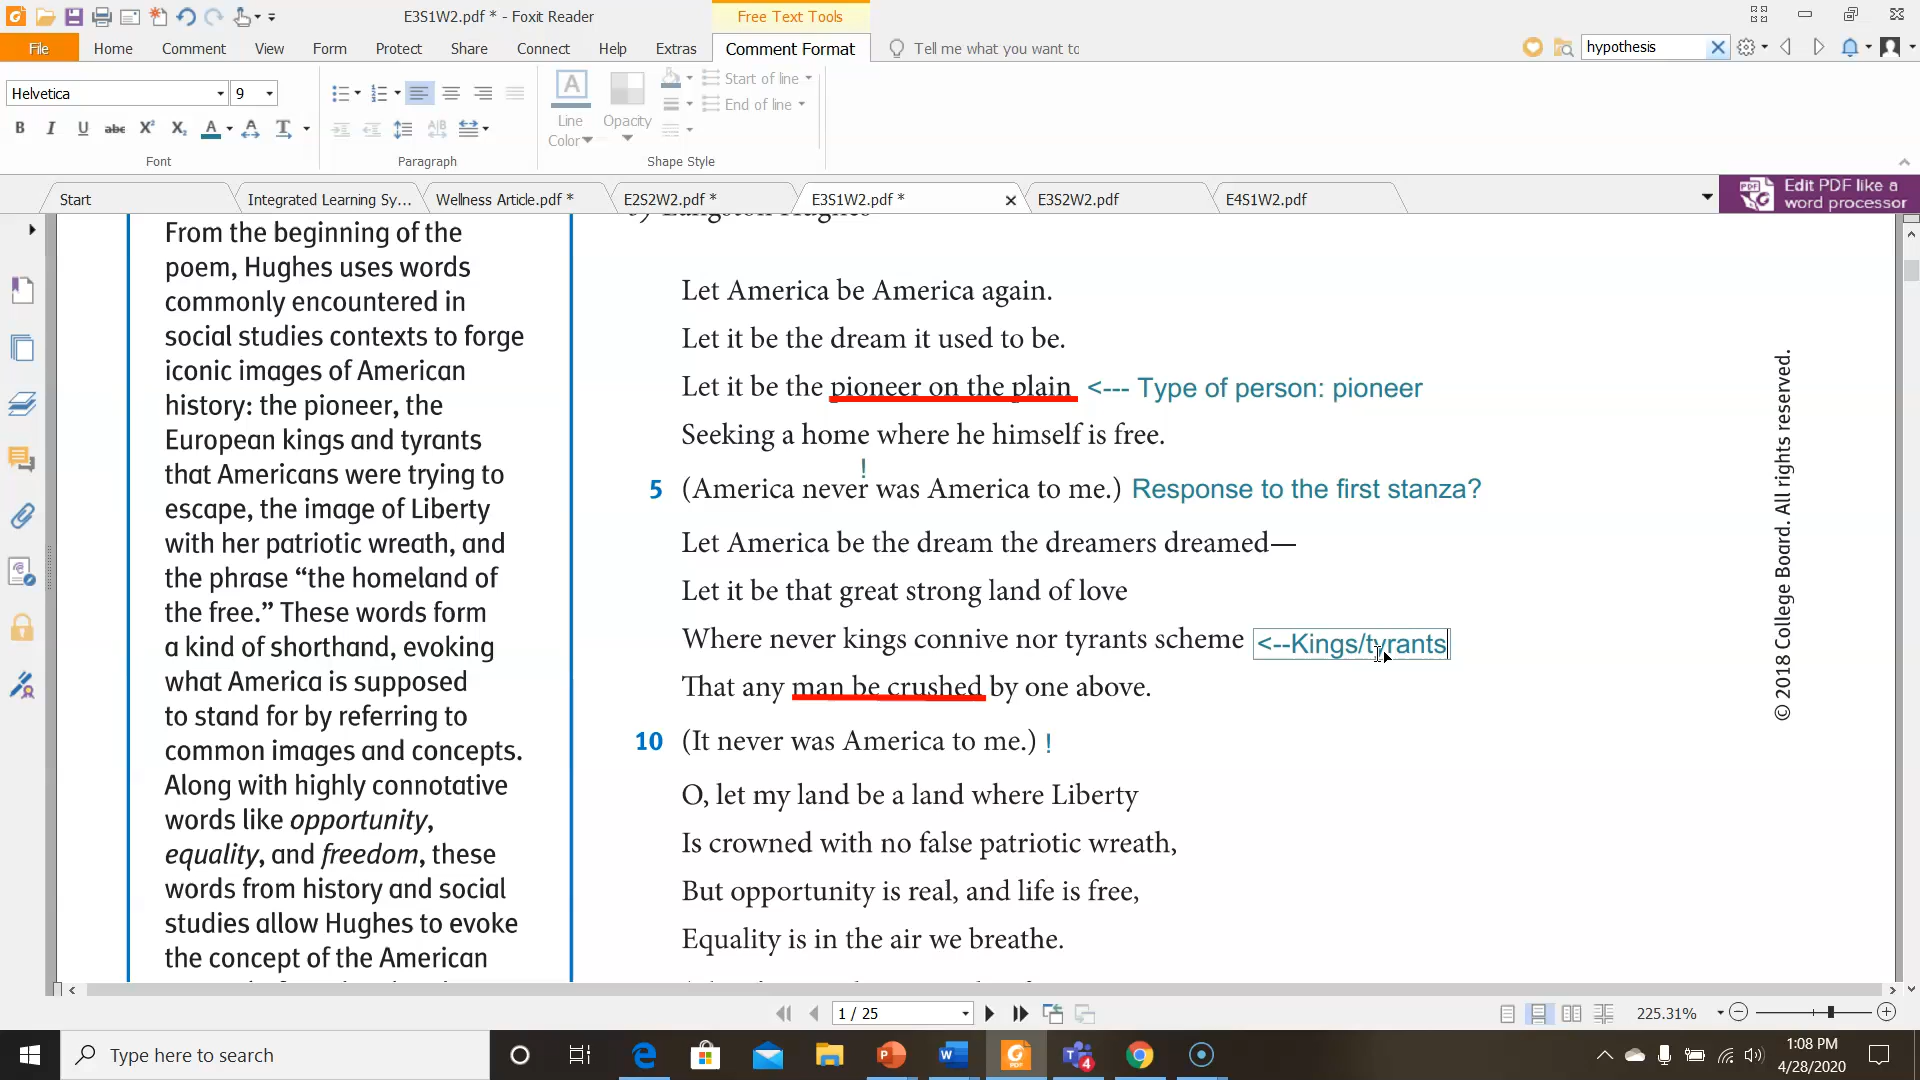 E3S1W2.pdf * - Foxit Reader
Free Text Tools
File Home Comment View Form Protect Share Connect Help Extras Comment Format Tell me what you want to hypothesis
Helvetica 9
Start of line
End of line
Line Color Opacity
B I U abc X² X₂ A A T
Font Paragraph Shape Style
Start Integrated Learning Sy... Wellness Article.pdf * E2S2W2.pdf * E3S1W2.pdf * E3S2W2.pdf E4S1W2.pdf
Edit PDF like a
word processor
From the beginning of the
poem, Hughes uses words
commonly encountered in
social studies contexts to forge
iconic images of American
history: the pioneer, the
European kings and tyrants
that Americans were trying to
escape, the image of Liberty
with her patriotic wreath, and
the phrase “the homeland of
the free.” These words form
a kind of shorthand, evoking
what America is supposed
to stand for by referring to
common images and concepts.
Along with highly connotative
words like opportunity,
equality, and freedom, these
words from history and social
studies allow Hughes to evoke
the concept of the American
Let America be America again.
Let it be the dream it used to be.
Let it be the pioneer on the plain <--- Type of person: pioneer
Seeking a home where he himself is free.
!
5 (America never was America to me.) Response to the first stanza?
Let America be the dream the dreamers dreamed—
Let it be that great strong land of love
Where never kings connive nor tyrants scheme <--Kings/tyrants
That any man be crushed by one above.
10 (It never was America to me.) !
O, let my land be a land where Liberty
Is crowned with no false patriotic wreath,
But opportunity is real, and life is free,
Equality is in the air we breathe.
© 2018 College Board. All rights reserved.
1 / 25
225.31%
Type here to search
4
1:08 PM
4/28/2020